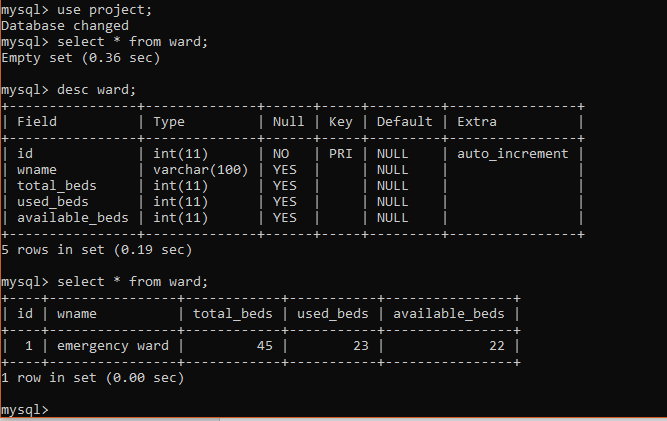 mysql> use project;
Database changed
mysql> select * from ward;
Empty set (0.36 sec)

mysql> desc ward;
+----------------+--------------+------+-----+---------+----------------+
| Field          | Type         | Null | Key | Default | Extra          |
+----------------+--------------+------+-----+---------+----------------+
| id             | int(11)      | NO   | PRI | NULL    | auto_increment |
| wname          | varchar(100) | YES  |     | NULL    |                |
| total_beds     | int(11)      | YES  |     | NULL    |                |
| used_beds      | int(11)      | YES  |     | NULL    |                |
| available_beds | int(11)      | YES  |     | NULL    |                |
+----------------+--------------+------+-----+---------+----------------+
5 rows in set (0.19 sec)

mysql> select * from ward;
+----+----------------+------------+-----------+----------------+
| id | wname          | total_beds | used_beds | available_beds |
+----+----------------+------------+-----------+----------------+
|  1 | emergency ward |         45 |        23 |             22 |
+----+----------------+------------+-----------+----------------+
1 row in set (0.00 sec)

mysql>